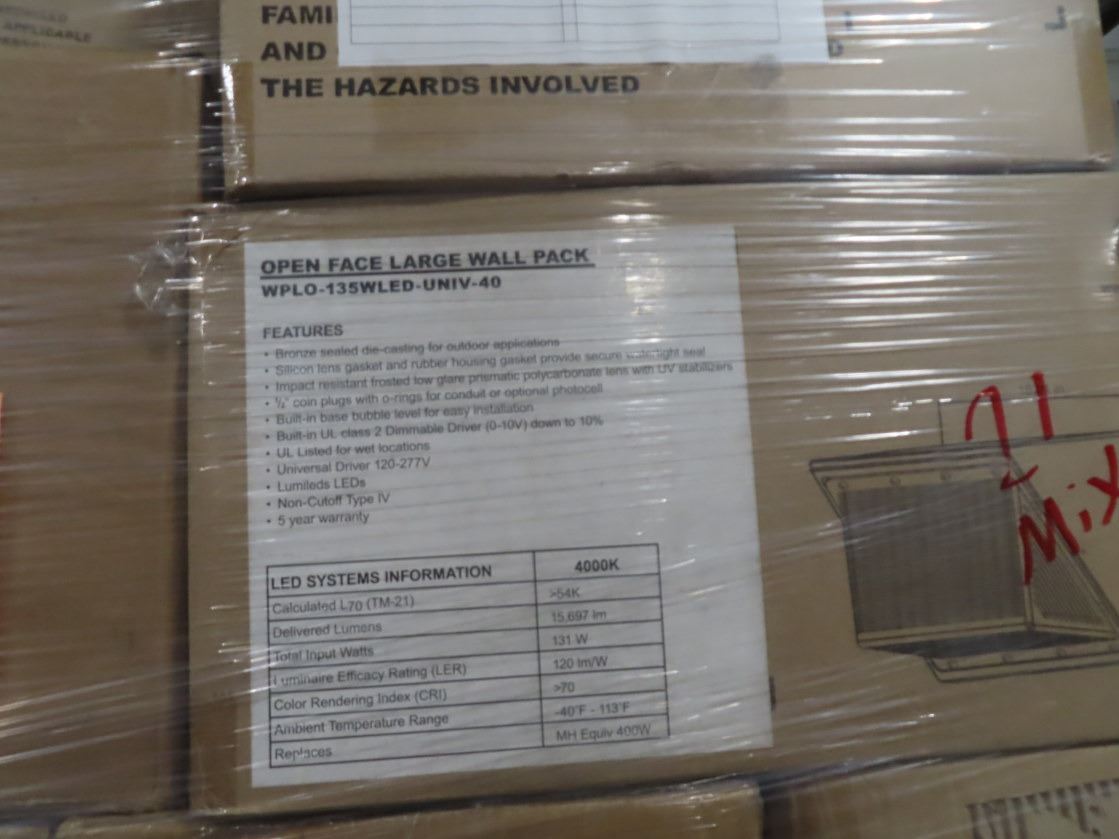 APPLICABLE
FAMI
AND
THE HAZARDS INVOLVED
OPEN FACE LARGE WALL PACK
WPLO-135WLED-UNIV-40
FEATURES
• Bronze sealed die-casting for outdoor applications
• Silicon lens gasket and rubber housing gasket provide secure watertight seal
• Impact resistant frosted low glare prismatic polycarbonate lens with UV stabilizers
• ½" coin plugs with o-rings for conduit or optional photocell
• Built-in base bubble level for easy installation
• Built-in UL class 2 Dimmable Driver (0-10V) down to 10%
• UL Listed for wet locations
• Universal Driver 120-277V
• Lumileds LEDs
• Non-Cutoff Type IV
• 5 year warranty
LED SYSTEMS INFORMATION 4000K
Calculated L70 (TM-21) >54K
Delivered Lumens 15,697 lm
Total Input Watts 131 W
Luminaire Efficacy Rating (LER) 120 lm/W
Color Rendering Index (CRI) >70
Ambient Temperature Range -40°F - 113°F
Replaces MH Equiv 400W
71
Mix